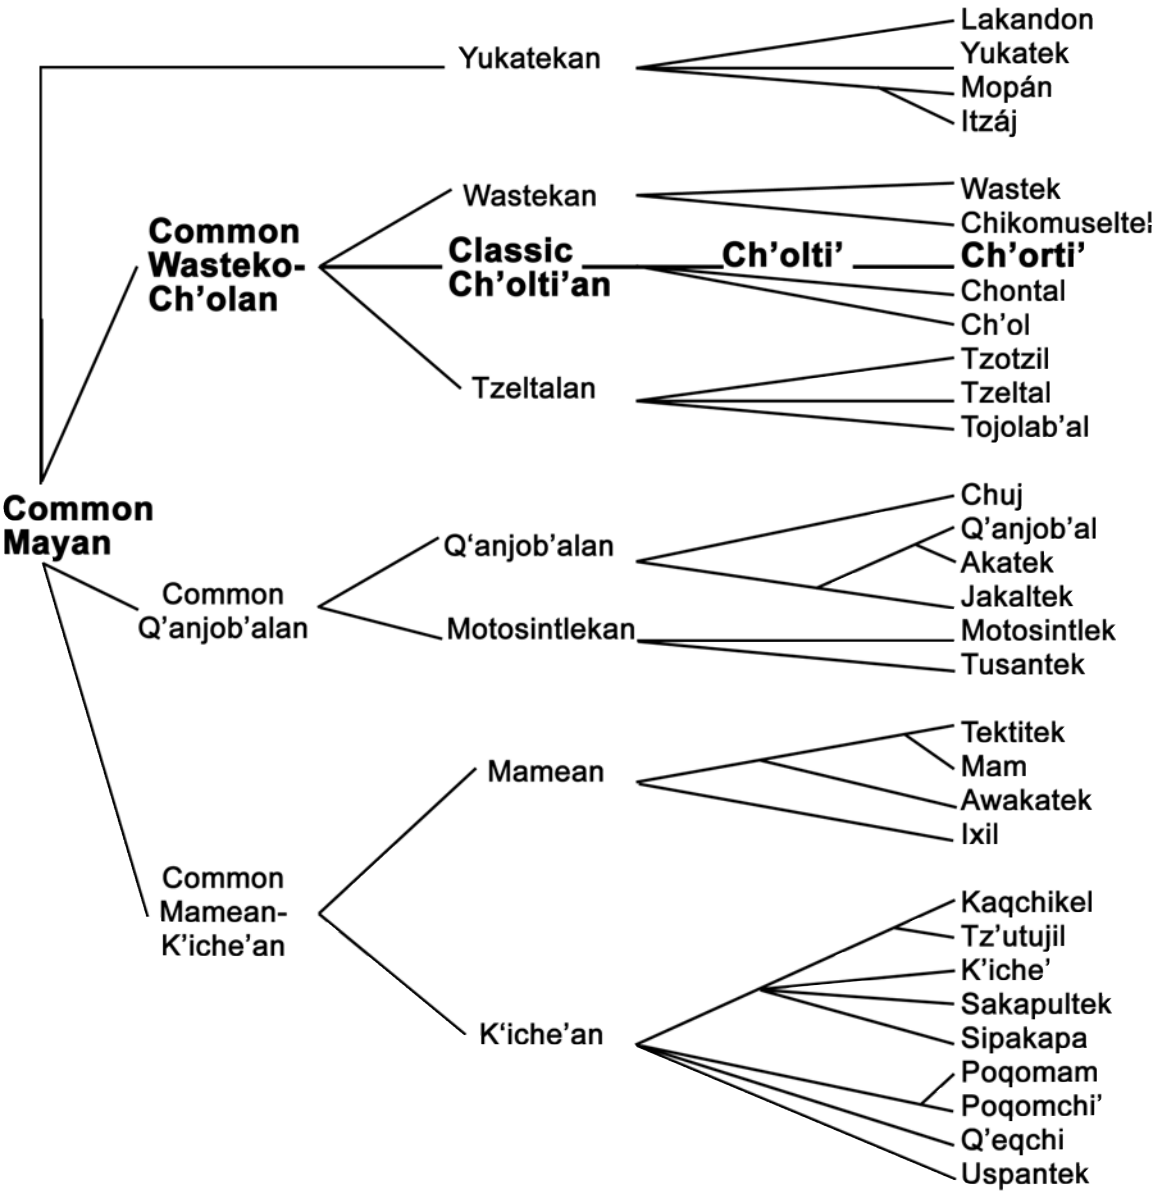 Lakandon
Yukatekan
Yukatek
Mopán
Itzáj
Wastekan
Wastek
Chikomuseltel
Common
Wasteko-
Ch’olan
Classic
Ch’olti’an
Ch’olti’
Ch’orti’
Chontal
Ch’ol
Tzeltalan
Tzotzil
Tzeltal
Tojolab’al
Common
Mayan
Common
Q’anjob’alan
Q‘anjob’alan
Chuj
Q’anjob’al
Akatek
Jakaltek
Motosintlekan
Motosintlek
Tusantek
Common
Mamean-
K’iche’an
Mamean
Tektitek
Mam
Awakatek
Ixil
K‘iche’an
Kaqchikel
Tz’utujil
K’iche’
Sakapultek
Sipakapa
Poqomam
Poqomchi’
Q’eqchi
Uspantek